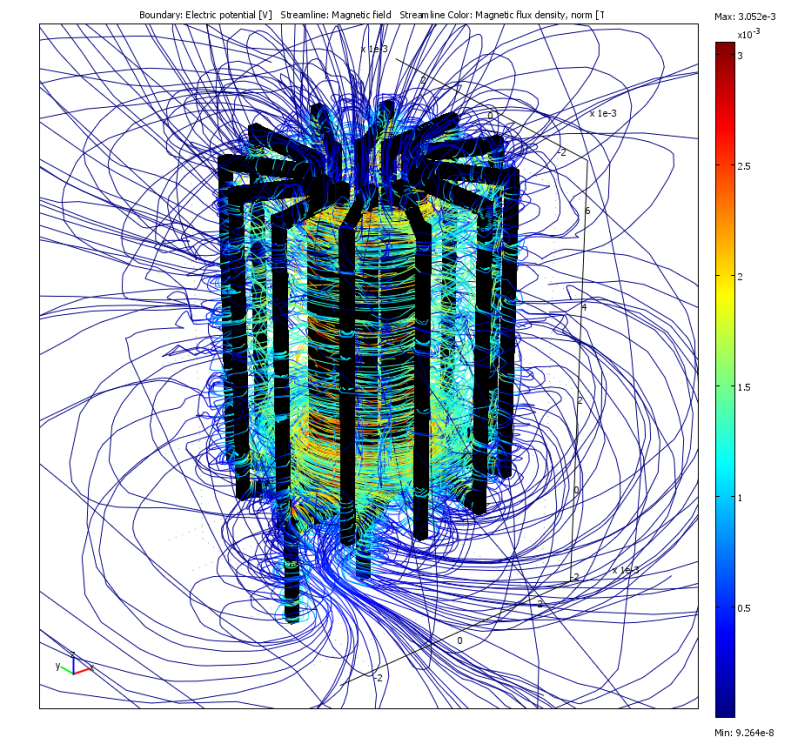 Boundary: Electric potential [V] Streamline: Magnetic field Streamline Color: Magnetic flux density, norm [T
Max: 3.052e-3
x10⁻³
3
2.5
2
1.5
1
0.5
Min: 9.264e-8
x 1e-3
0
x 1e-3
-2
6
4
2
0
-2
x 1e-3
2
0
-2
z
y
x